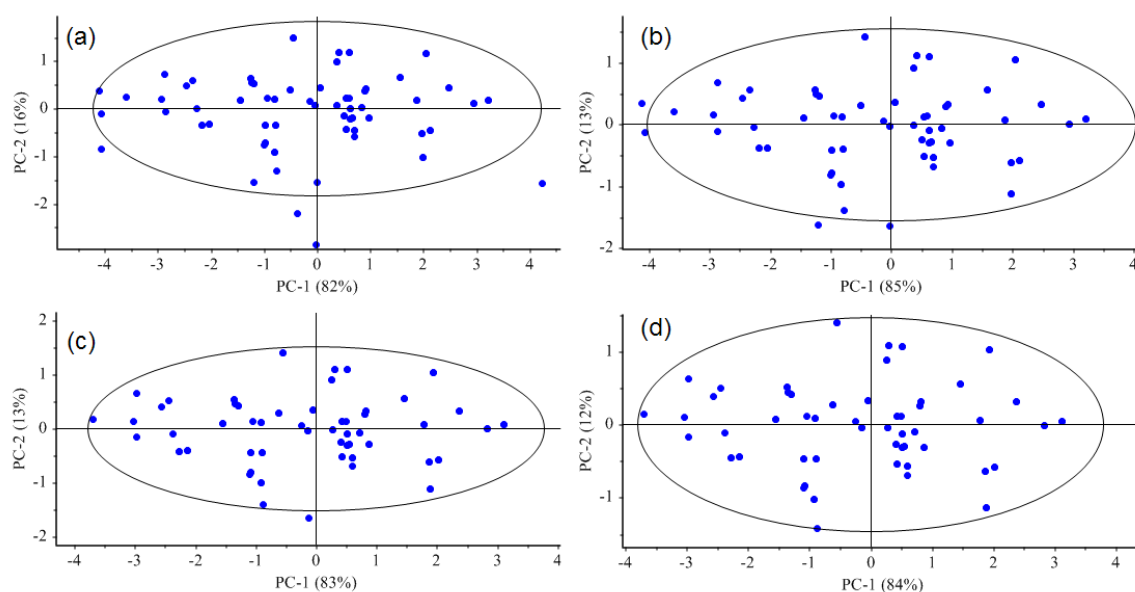 (a)
PC-2 (16%)
1
0
-1
-2
-4 -3 -2 -1 0 1 2 3 4
PC-1 (82%)
(b)
PC-2 (13%)
1
0
-1
-2
-4 -3 -2 -1 0 1 2 3 4
PC-1 (85%)
(c)
PC-2 (13%)
2
1
0
-1
-2
-4 -3 -2 -1 0 1 2 3 4
PC-1 (83%)
(d)
PC-2 (12%)
1
0
-1
-4 -3 -2 -1 0 1 2 3 4
PC-1 (84%)